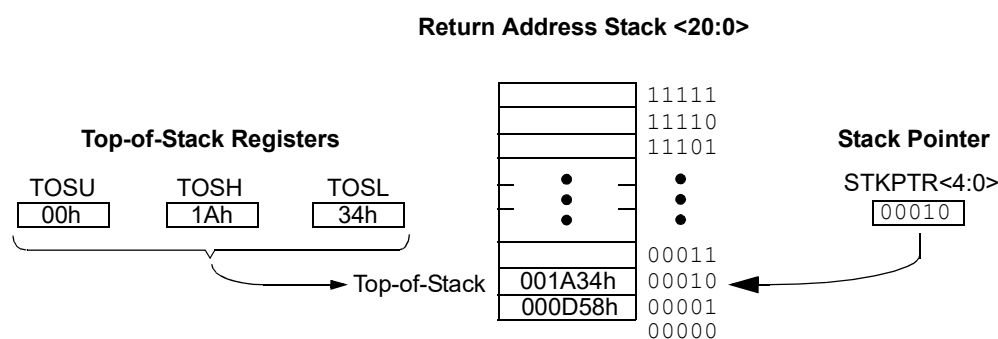 Return Address Stack <20:0>
11111
11110
Top-of-Stack Registers
11101
Stack Pointer
TOSU TOSH TOSL
STKPTR<4:0>
00h 1Ah 34h
00010
00011
Top-of-Stack 001A34h 00010
000D58h 00001
00000